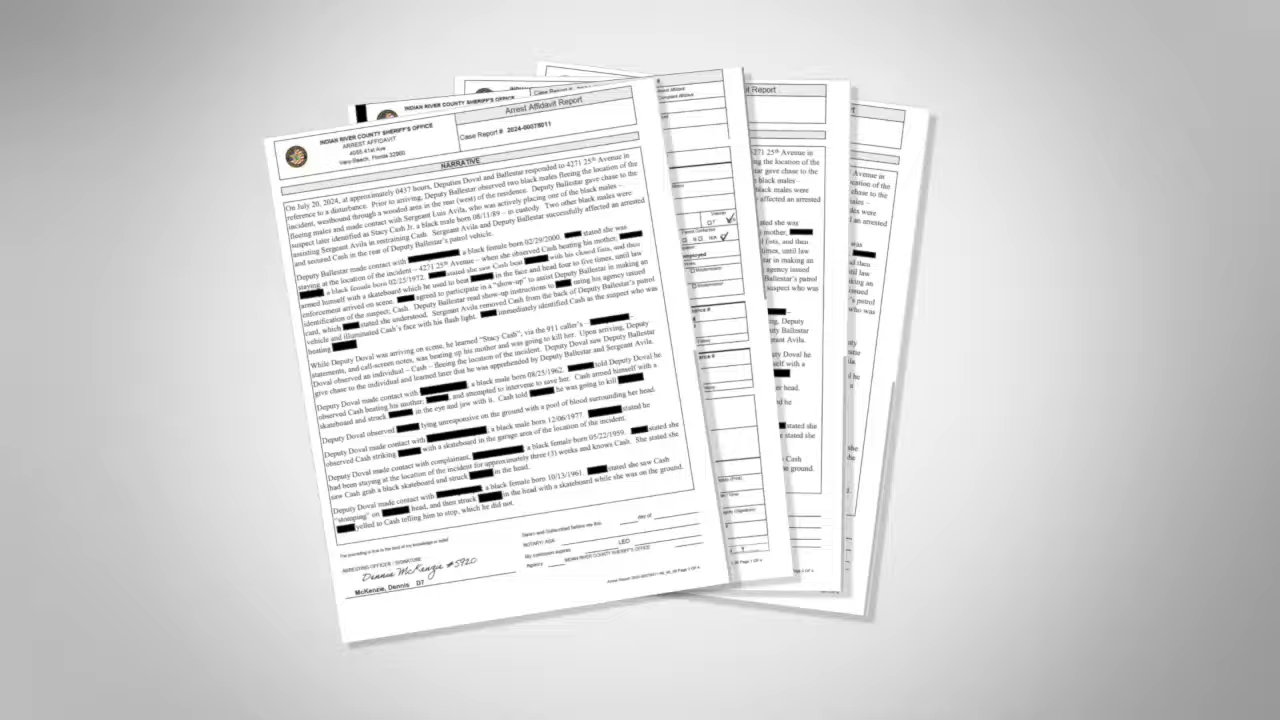 INDIAN RIVER COUNTY SHERIFF'S OFFICE
ARREST AFFIDAVIT
4055 41st Ave
Vero Beach, Florida 32960
Arrest Affidavit Report
Case Report # 2024-00078011
NARRATIVE
On July 20, 2024, at approximately 0437 hours, Deputies Doval and Ballestar responded to 4271 25th Avenue in
reference to a disturbance. Prior to arriving, Deputy Ballestar observed two black males fleeing the location of the
incident, westbound through a wooded area in the rear (west) of the residence. Deputy Ballestar gave chase to the
fleeing males and made contact with Sergeant Luis Avila, who was actively placing one of the black males –
suspect later identified as Stacy Cash Jr. a black male born 08/11/89 – in custody. Two other black males were
assisting Sergeant Avila in restraining Cash. Sergeant Avila and Deputy Ballestar successfully affected an arrested
and secured Cash in the rear of Deputy Ballestar's patrol vehicle.
Deputy Ballestar made contact with a black female born 02/29/2000. stated she was
staying at the location of the incident – 4271 25th Avenue – when she observed Cash beating his mother,
a black female born 02/25/1972. stated she saw Cash beat with his closed fists, and then
armed himself with a skateboard which he used to beat in the face and head four to five times, until law
enforcement arrived on scene. agreed to participate in a "show-up" to assist Deputy Ballestar in making an
identification of the suspect, Cash. Deputy Ballestar read show-up instructions to using his agency issued
card, which stated she understood. Sergeant Avila removed Cash from the back of Deputy Ballestar's patrol
vehicle and illuminated Cash's face with his flash light. immediately identified Cash as the suspect who was
beating
While Deputy Doval was arriving on scene, he learned "Stacy Cash", via the 911 caller's –
statements, and call-screen notes, was beating up his mother and was going to kill her. Upon arriving, Deputy
Doval observed an individual – Cash – fleeing the location of the incident. Deputy Doval saw Deputy Ballestar
give chase to the individual and learned later that he was apprehended by Deputy Ballestar and Sergeant Avila.
Deputy Doval made contact with a black male born 08/25/1962. told Deputy Doval he
observed Cash beating his mother, and attempted to intervene to save her. Cash armed himself with a
skateboard and struck in the eye and jaw with it. Cash told he was going to kill
Deputy Doval observed lying unresponsive on the ground with a pool of blood surrounding her head.
Deputy Doval made contact with , a black male born 12/06/1977. stated he
observed Cash striking with a skateboard in the garage area of the location of the incident.
Deputy Doval made contact with complainant, , a black female born 05/22/1959. stated she
had been staying at the location of the incident for approximately three (3) weeks and knows Cash. She stated she
saw Cash grab a black skateboard and struck in the head.
Deputy Doval made contact with , a black female born 10/13/1961. stated she saw Cash
"stomping" on head, and then struck in the head with a skateboard while she was on the ground.
yelled to Cash telling him to stop, which he did not.
ARRESTING OFFICER / SIGNATURE
Dennis McKenzie #5920
McKenzie, Dennis D7
Sworn and Subscribed before me this
day of
NOTARY/ ASA
LEO
My commission expires
Agency
INDIAN RIVER COUNTY SHERIFF'S OFFICE